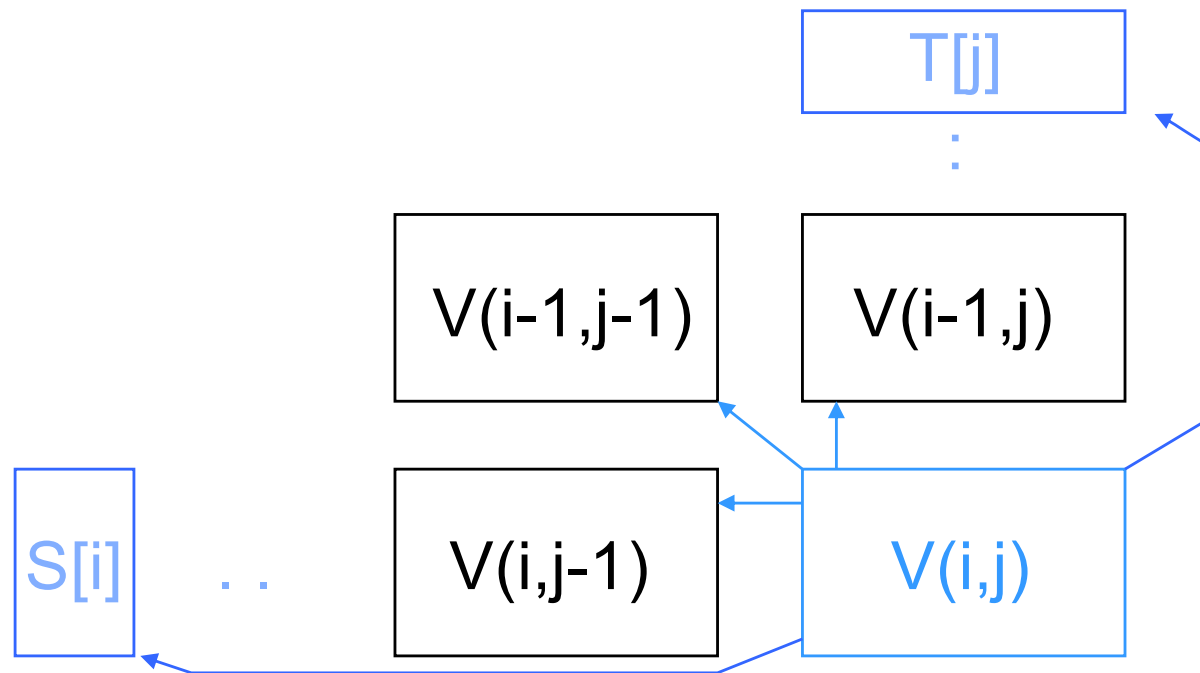 T[j]
:
V(i-1,j-1)
V(i-1,j)
S[i]
. .
V(i,j-1)
V(i,j)